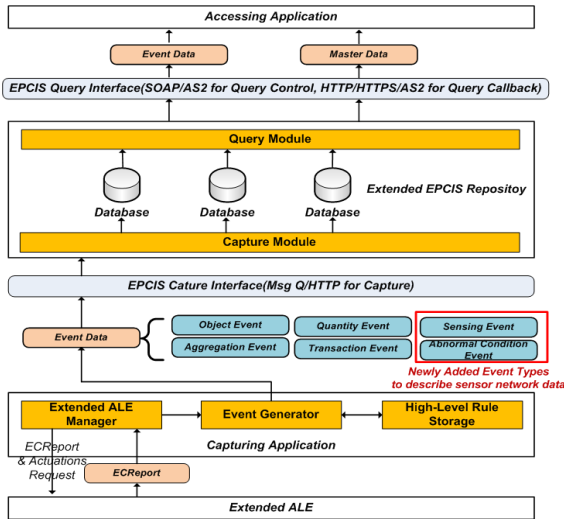 Accessing Application
Event Data
Master Data
EPCIS Query Interface(SOAP/AS2 for Query Control, HTTP/HTTPS/AS2 for Query Callback)
Query Module
Extended EPCIS Repositoy
Database
Database
Database
Capture Module
EPCIS Cature Interface(Msg Q/HTTP for Capture)
Event Data
Object Event
Quantity Event
Sensing Event
Aggregation Event
Transaction Event
Abnormal Condition
Event
Newly Added Event Types
to describe sensor network data
Extended ALE
Manager
Event Generator
High-Level Rule
Storage
Capturing Application
ECReport
& Actuations
Request
ECReport
Extended ALE